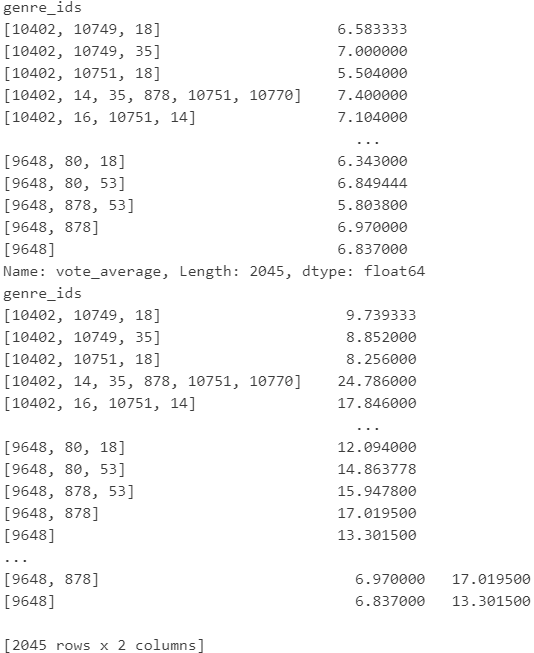 genre_ids
[10402, 10749, 18] 6.583333
[10402, 10749, 35] 7.000000
[10402, 10751, 18] 5.504000
[10402, 14, 35, 878, 10751, 10770] 7.400000
[10402, 16, 10751, 14] 7.104000
...
[9648, 80, 18] 6.343000
[9648, 80, 53] 6.849444
[9648, 878, 53] 5.803800
[9648, 878] 6.970000
[9648] 6.837000
Name: vote_average, Length: 2045, dtype: float64
genre_ids
[10402, 10749, 18] 9.739333
[10402, 10749, 35] 8.852000
[10402, 10751, 18] 8.256000
[10402, 14, 35, 878, 10751, 10770] 24.786000
[10402, 16, 10751, 14] 17.846000
...
[9648, 80, 18] 12.094000
[9648, 80, 53] 14.863778
[9648, 878, 53] 15.947800
[9648, 878] 17.019500
[9648] 13.301500
...
[9648, 878] 6.970000 17.019500
[9648] 6.837000 13.301500
[2045 rows x 2 columns]